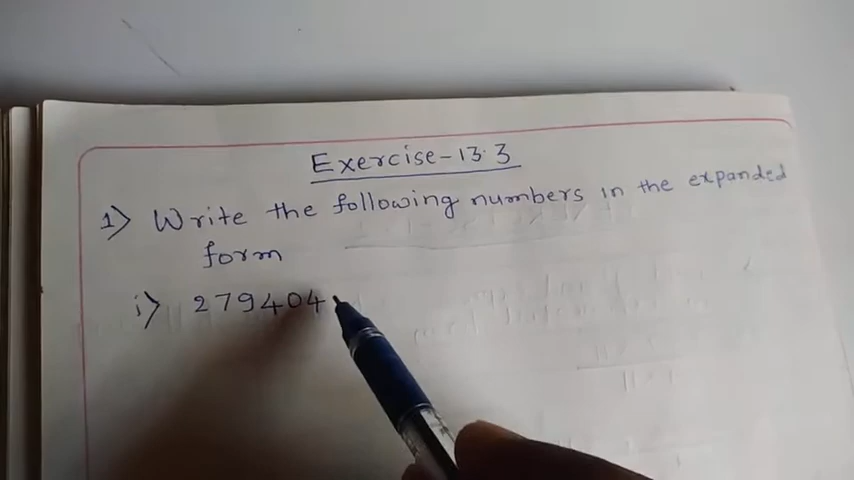 Exercise-13.3
1) Write the following numbers in the expanded
form
i) 279404